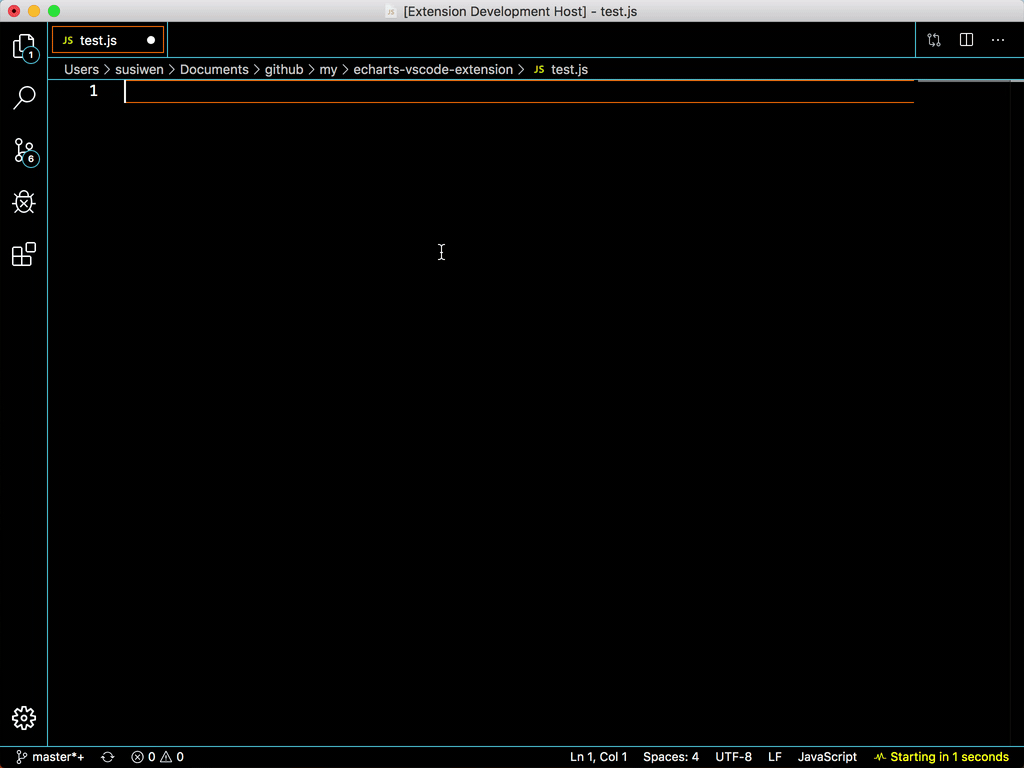 [Extension Development Host] - test.js
JS test.js
1
Users > susiwen > Documents > github > my > echarts-vscode-extension > JS test.js
1
6
master*+ 0 0 Ln 1, Col 1 Spaces: 4 UTF-8 LF JavaScript Starting in 1 seconds